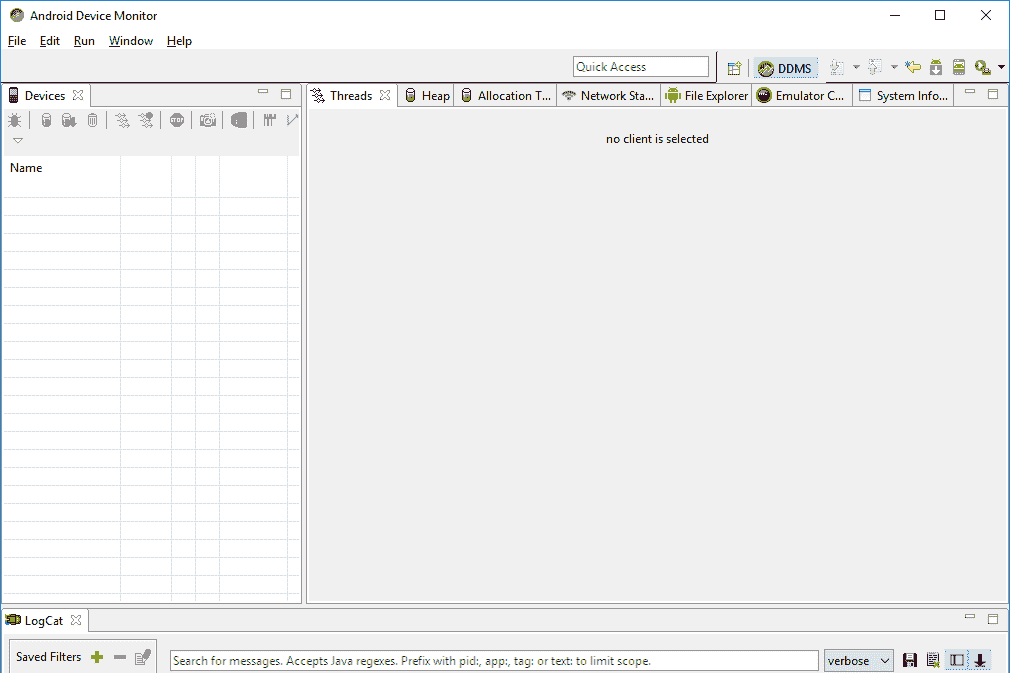 Android Device Monitor
File Edit Run Window Help
Quick Access
DDMS
Devices
Threads
Heap
Allocation T...
Network Sta...
File Explorer
Emulator C...
System Info...
STOP
Name
no client is selected
LogCat
Saved Filters
Search for messages. Accepts Java regexes. Prefix with pid:, app:, tag: or text: to limit scope.
verbose